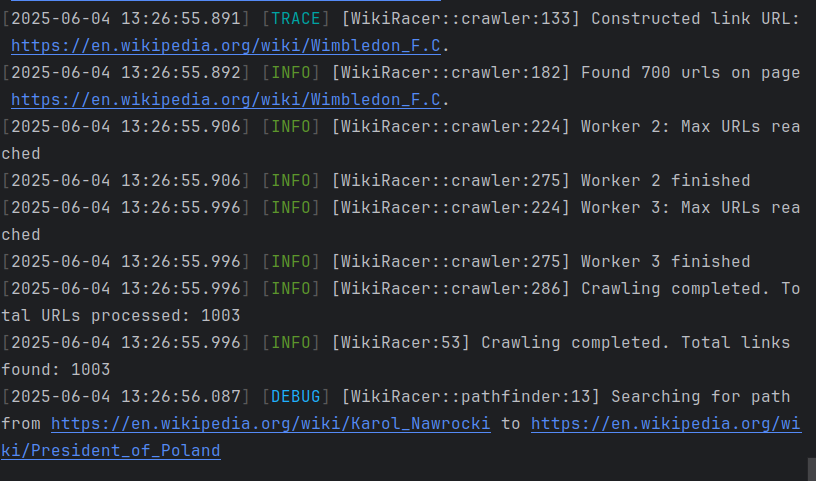 [2025-06-04 13:26:55.891] [TRACE] [WikiRacer::crawler:133] Constructed link URL:
https://en.wikipedia.org/wiki/Wimbledon_F.C.
[2025-06-04 13:26:55.892] [INFO] [WikiRacer::crawler:182] Found 700 urls on page
https://en.wikipedia.org/wiki/Wimbledon_F.C.
[2025-06-04 13:26:55.906] [INFO] [WikiRacer::crawler:224] Worker 2: Max URLs rea
ched
[2025-06-04 13:26:55.906] [INFO] [WikiRacer::crawler:275] Worker 2 finished
[2025-06-04 13:26:55.996] [INFO] [WikiRacer::crawler:224] Worker 3: Max URLs rea
ched
[2025-06-04 13:26:55.996] [INFO] [WikiRacer::crawler:275] Worker 3 finished
[2025-06-04 13:26:55.996] [INFO] [WikiRacer::crawler:286] Crawling completed. To
tal URLs processed: 1003
[2025-06-04 13:26:55.996] [INFO] [WikiRacer:53] Crawling completed. Total links
found: 1003
[2025-06-04 13:26:56.087] [DEBUG] [WikiRacer::pathfinder:13] Searching for path
from https://en.wikipedia.org/wiki/Karol_Nawrocki to https://en.wikipedia.org/wi
ki/President_of_Poland